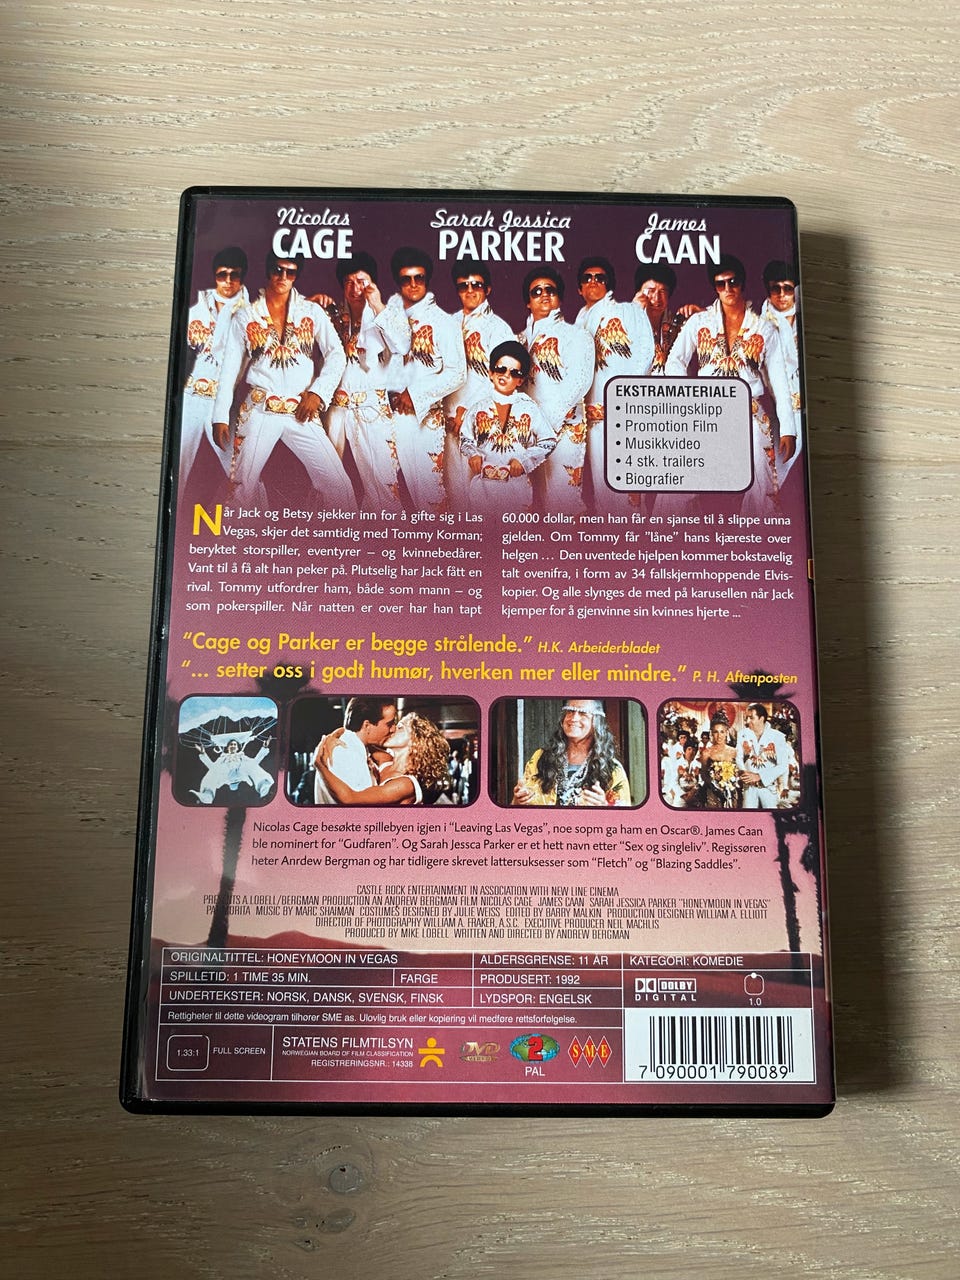 Nicolas
CAGE
Sarah Jessica
PARKER
James
CAAN
EKSTRAMATERIALE
• Innspillingsklipp
• Promotion Film
• Musikkvideo
• 4 stk. trailers
• Biografier
Når Jack og Betsy sjekker inn for å gifte sig i Las
Vegas, skjer det samtidig med Tommy Korman;
beryktet storspiller, eventyrer – og kvinnebedårer.
Vant til å få alt han peker på. Plutselig har Jack fått en
rival. Tommy utfordrer ham, både som mann – og
som pokerspiller. Når natten er over har han tapt
60.000 dollar, men han får en sjanse til å slippe unna
gjelden. Om Tommy får "låne" hans kjæreste over
helgen ... Den uventede hjelpen kommer bokstavelig
talt ovenifra, i form av 34 fallskjermhoppende Elvis-
kopier. Og alle slynges de med på karusellen når Jack
kjemper for å gjenvinne sin kvinnes hjerte ...
"Cage og Parker er begge strålende." H.K. Arbeiderbladet
"... setter oss i godt humør, hverken mer eller mindre." P. H. Aftenposten
Nicolas Cage besøkte spillebyen igjen i "Leaving Las Vegas", noe sopm ga ham en Oscar®. James Caan
ble nominert for "Gudfaren". Og Sarah Jessca Parker er et hett navn etter "Sex og singleliv". Regissøren
heter Anrdew Bergman og har tidligere skrevet lattersuksesser som "Fletch" og "Blazing Saddles".
CASTLE ROCK ENTERTAINMENT IN ASSOCIATION WITH NEW LINE CINEMA
PRESENTS A LOBELL/BERGMAN PRODUCTION AN ANDREW BERGMAN FILM NICOLAS CAGE JAMES CAAN SARAH JESSICA PARKER "HONEYMOON IN VEGAS"
PAT MORITA MUSIC BY MARC SHAIMAN COSTUMES DESIGNED BY JULIE WEISS EDITED BY BARRY MALKIN PRODUCTION DESIGNER WILLIAM A. ELLIOTT
DIRECTOR OF PHOTOGRAPHY WILLIAM A. FRAKER, A.S.C. EXECUTIVE PRODUCER NEIL MACHLIS
PRODUCED BY MIKE LOBELL WRITTEN AND DIRECTED BY ANDREW BERGMAN
ORIGINALTITTEL: HONEYMOON IN VEGAS
ALDERSGRENSE: 11 ÅR
KATEGORI: KOMEDIE
SPILLETID: 1 TIME 35 MIN.
FARGE
PRODUSERT: 1992
UNDERTEKSTER: NORSK, DANSK, SVENSK, FINSK
LYDSPOR: ENGELSK
DOLBY
DIGITAL
1.0
Rettigheter til dette videogram tilhører SME as. Ulovlig bruk eller kopiering vil medføre rettsforfølgelse.
1.33:1
FULL SCREEN
STATENS FILMTILSYN
NORWEGIAN BOARD OF FILM CLASSIFICATION
REGISTRERINGSNR.: 14338
DVD
VIDEO
2
PAL
SME
7 090001 790089